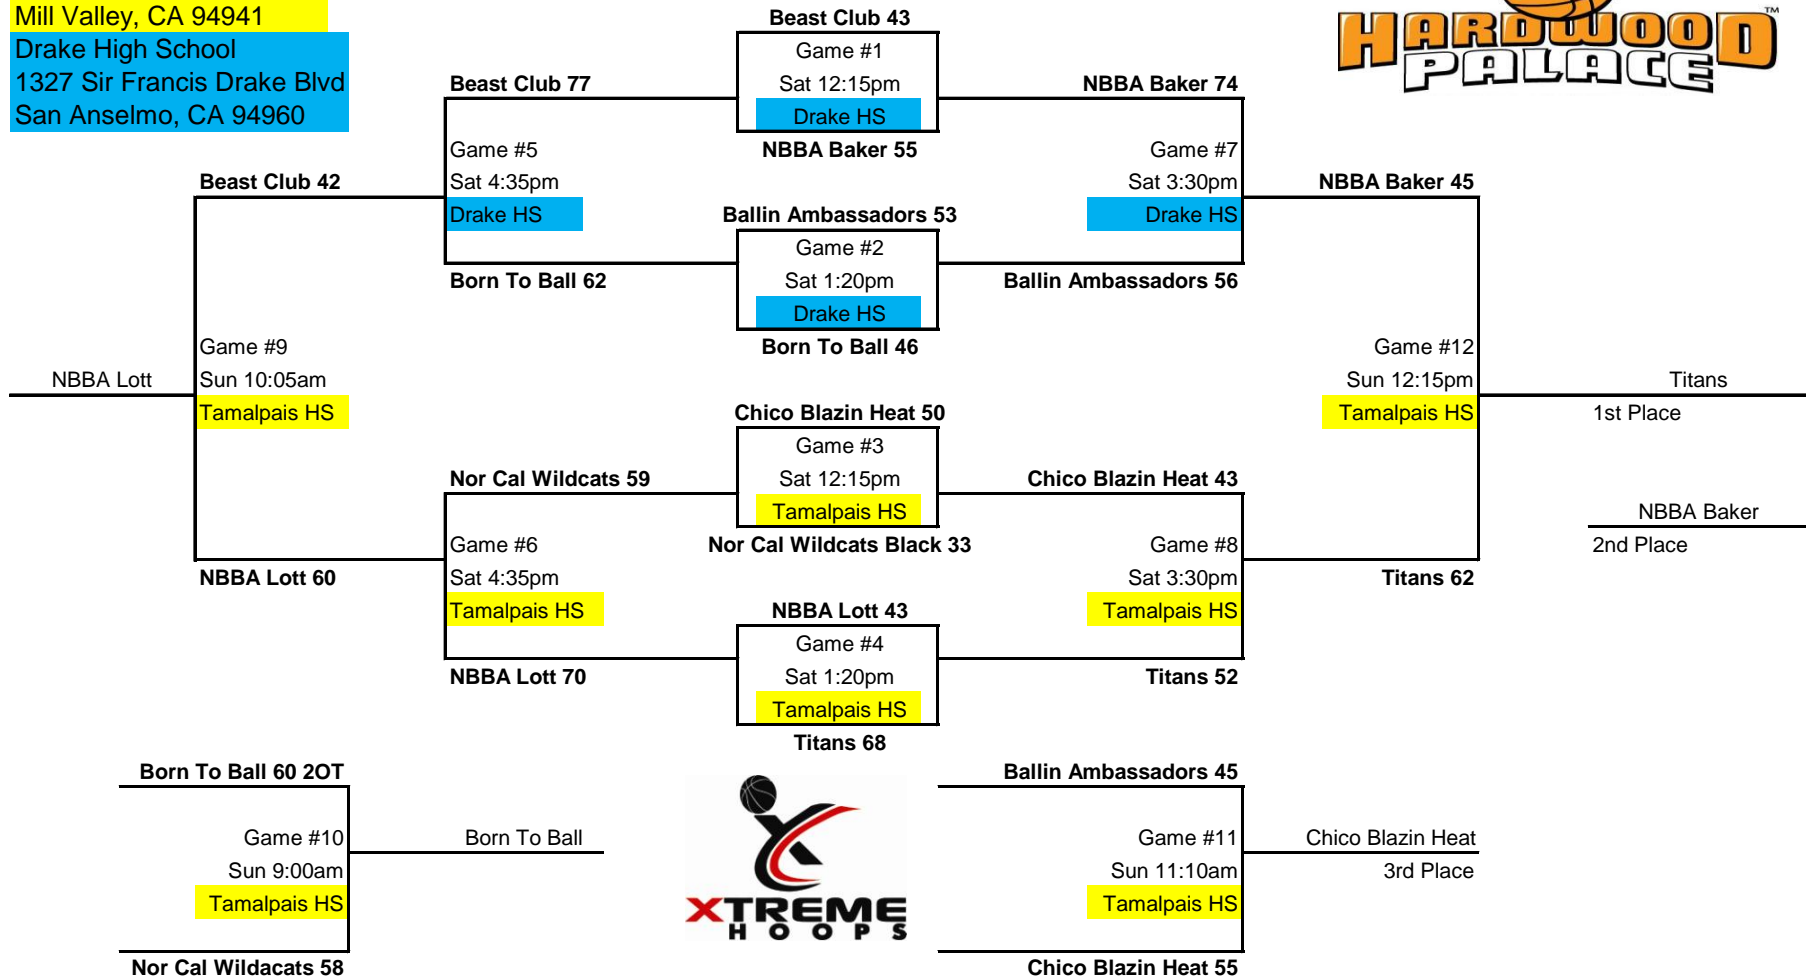 Mill Valley, CA 94941
Drake High School
1327 Sir Francis Drake Blvd
San Anselmo, CA 94960
HARDWOOD
PALACE
TM
Beast Club 43
Game #1
Sat 12:15pm
Drake HS
NBBA Baker 55
Beast Club 77
Game #5
Sat 4:35pm
Drake HS
Born To Ball 62
NBBA Baker 74
Game #7
Sat 3:30pm
Drake HS
Ballin Ambassadors 56
Ballin Ambassadors 53
Game #2
Sat 1:20pm
Drake HS
Born To Ball 46
Beast Club 42
Game #9
Sun 10:05am
Tamalpais HS
NBBA Lott 60
NBBA Lott
NBBA Baker 45
Game #12
Sun 12:15pm
Tamalpais HS
Titans 62
Titans
1st Place
NBBA Baker
2nd Place
Chico Blazin Heat 50
Game #3
Sat 12:15pm
Tamalpais HS
Nor Cal Wildcats Black 33
Nor Cal Wildcats 59
Game #6
Sat 4:35pm
Tamalpais HS
NBBA Lott 70
Chico Blazin Heat 43
Game #8
Sat 3:30pm
Tamalpais HS
Titans 52
NBBA Lott 43
Game #4
Sat 1:20pm
Tamalpais HS
Titans 68
Born To Ball 60 2OT
Game #10
Sun 9:00am
Tamalpais HS
Nor Cal Wildacats 58
Born To Ball
XTREME
HOOPS
Ballin Ambassadors 45
Game #11
Sun 11:10am
Tamalpais HS
Chico Blazin Heat 55
Chico Blazin Heat
3rd Place